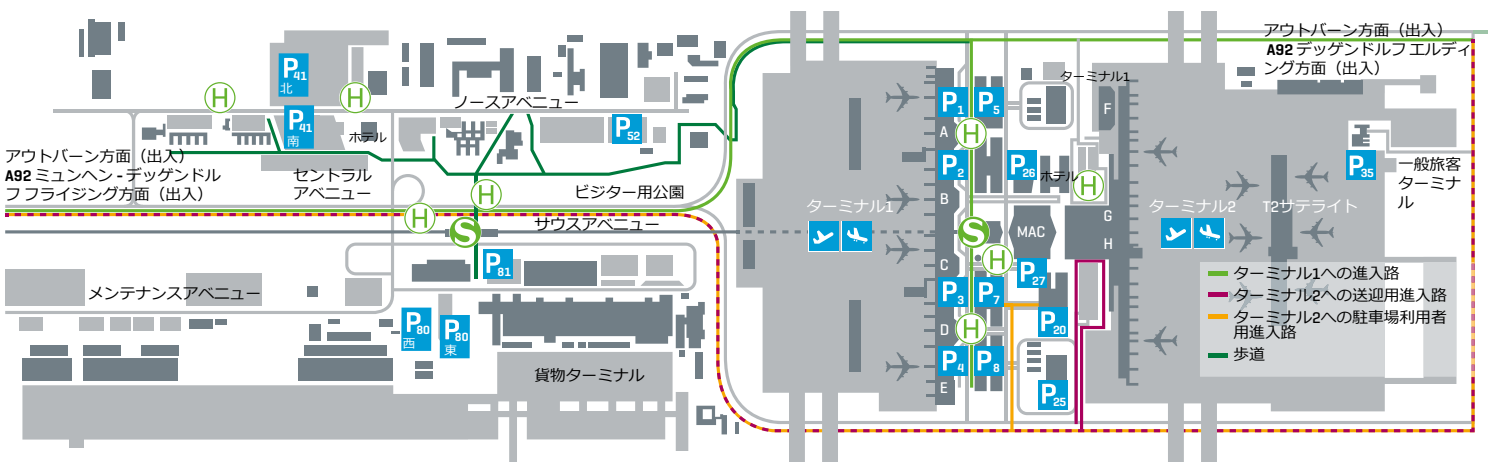 アウトバーン方面（出入）
A92 デッゲンドルフ エルディ
ング方面（出入）
ターミナル1
P41
北
P41
南
H
H
ノースアベニュー
P52
ホテル
P1
P5
A
H
F
P2
P26
ホテル
H
P35
一般旅客
ターミナ
ル
アウトバーン方面（出入）
A92 ミュンヘン - デッゲンドル
フ フライジング方面（出入）
セントラル
アベニュー
H
H
S
ビジター用公園
サウスアベニュー
ターミナル1
B
S
MAC
G
H
ターミナル2
T2サテライト
P81
C
H
P27
メンテナンスアベニュー
P3
P7
P80
西
P80
東
D
H
P20
P4
P8
E
P25
貨物ターミナル
ターミナル1への進入路
ターミナル2への送迎用進入路
ターミナル2への駐車場利用者
用進入路
歩道